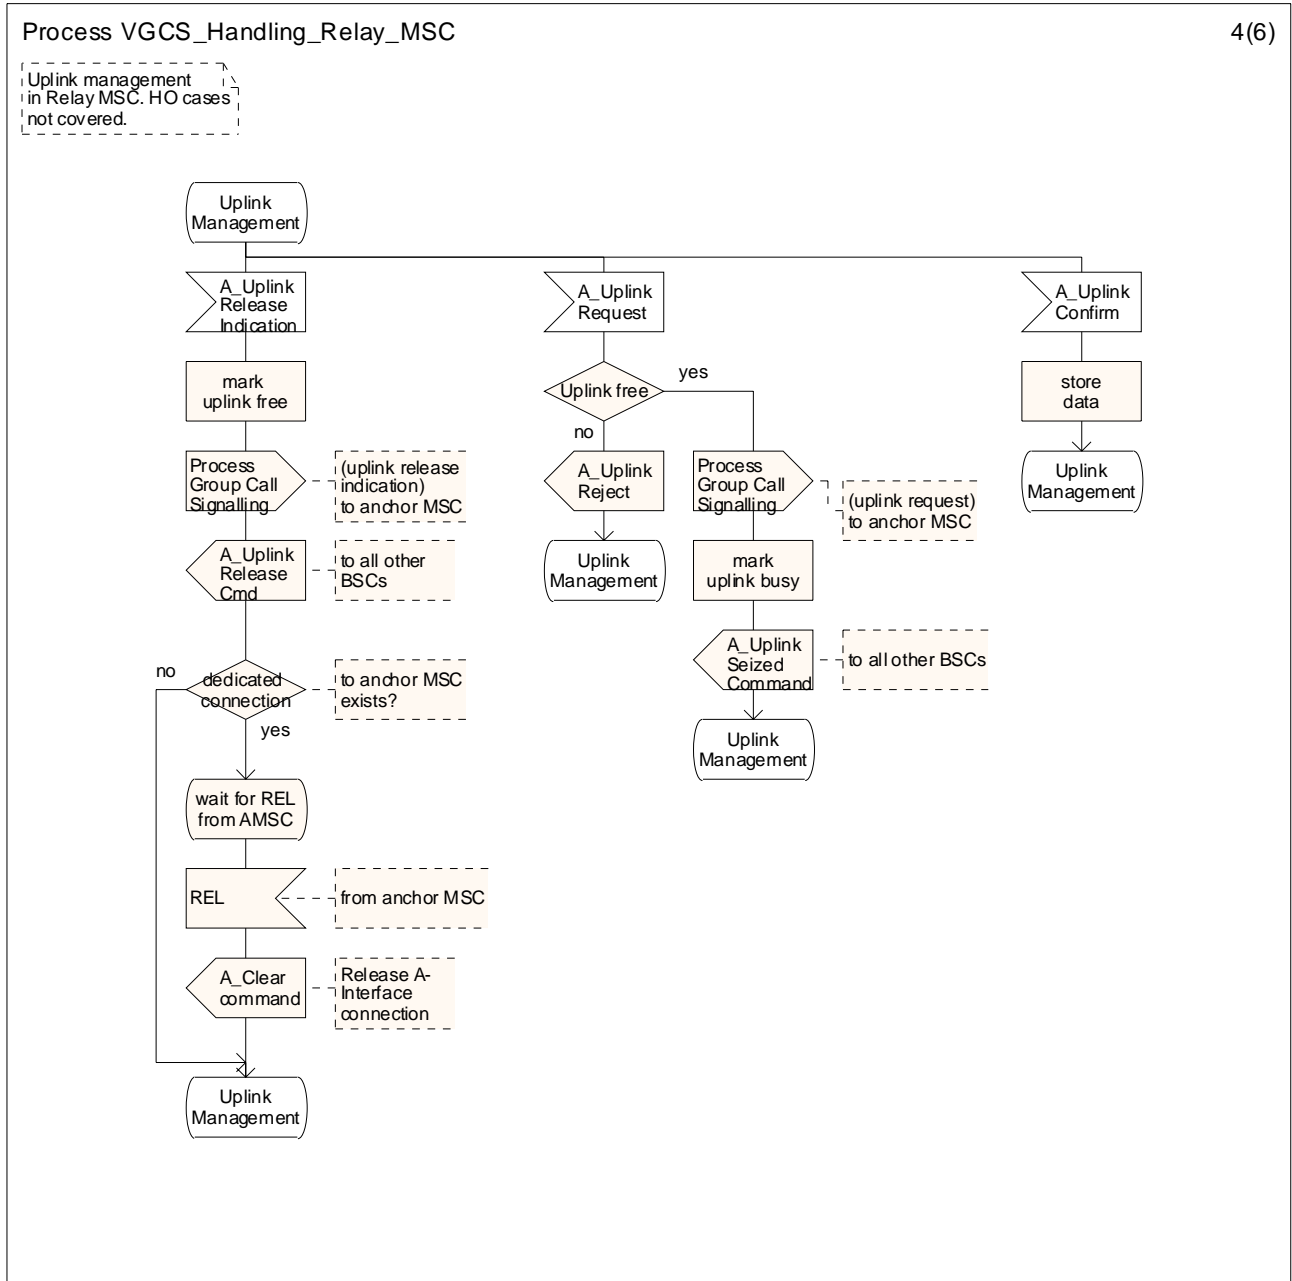 Process VGCS_Handling_Relay_MSC
4(6)
Uplink management
in Relay MSC. HO cases
not covered.
Uplink
Management
A_Uplink
Release
Indication
A_Uplink
Request
A_Uplink
Confirm
mark
uplink free
Uplink free
yes
no
store
data
Process
Group Call
Signalling
(uplink release
indication)
to anchor MSC
A_Uplink
Reject
Process
Group Call
Signalling
(uplink request)
to anchor MSC
Uplink
Management
A_Uplink
Release
Cmd
to all other
BSCs
Uplink
Management
mark
uplink busy
A_Uplink
Seized
Command
to all other BSCs
no
dedicated
connection
to anchor MSC
exists?
yes
Uplink
Management
wait for REL
from AMSC
REL
from anchor MSC
A_Clear
command
Release A-
Interface
connection
Uplink
Management